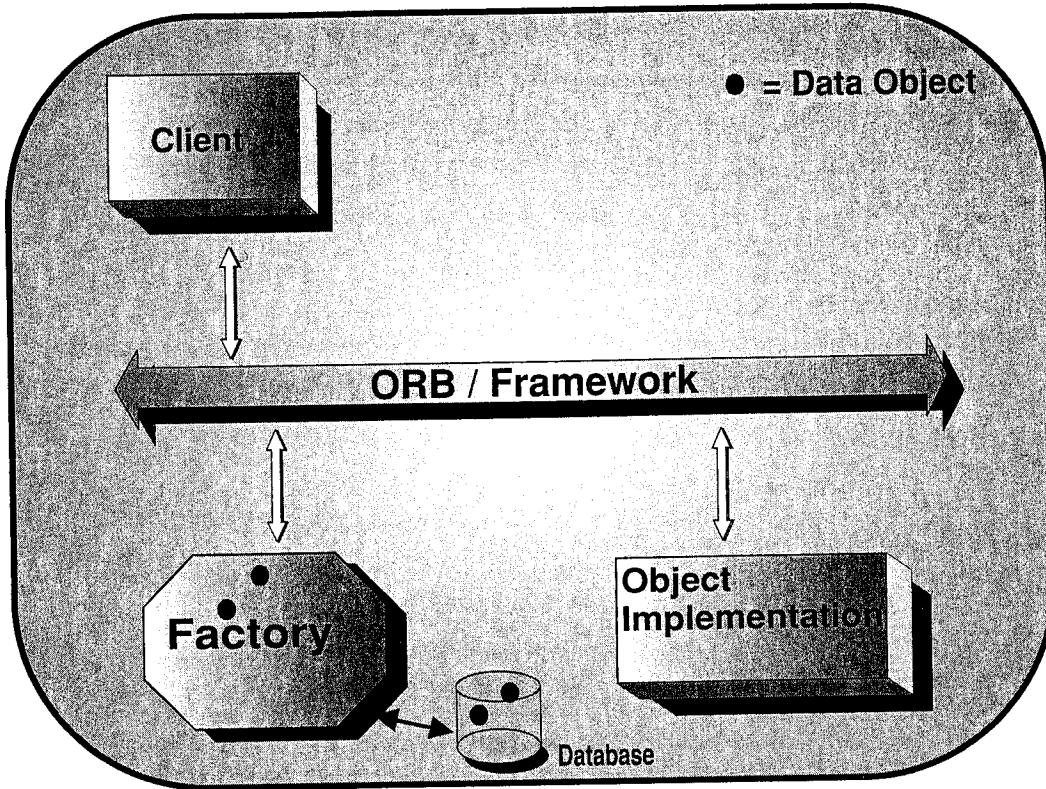 Client
● = Data Object
ORB / Framework
Factory
Object
Implementation
Database